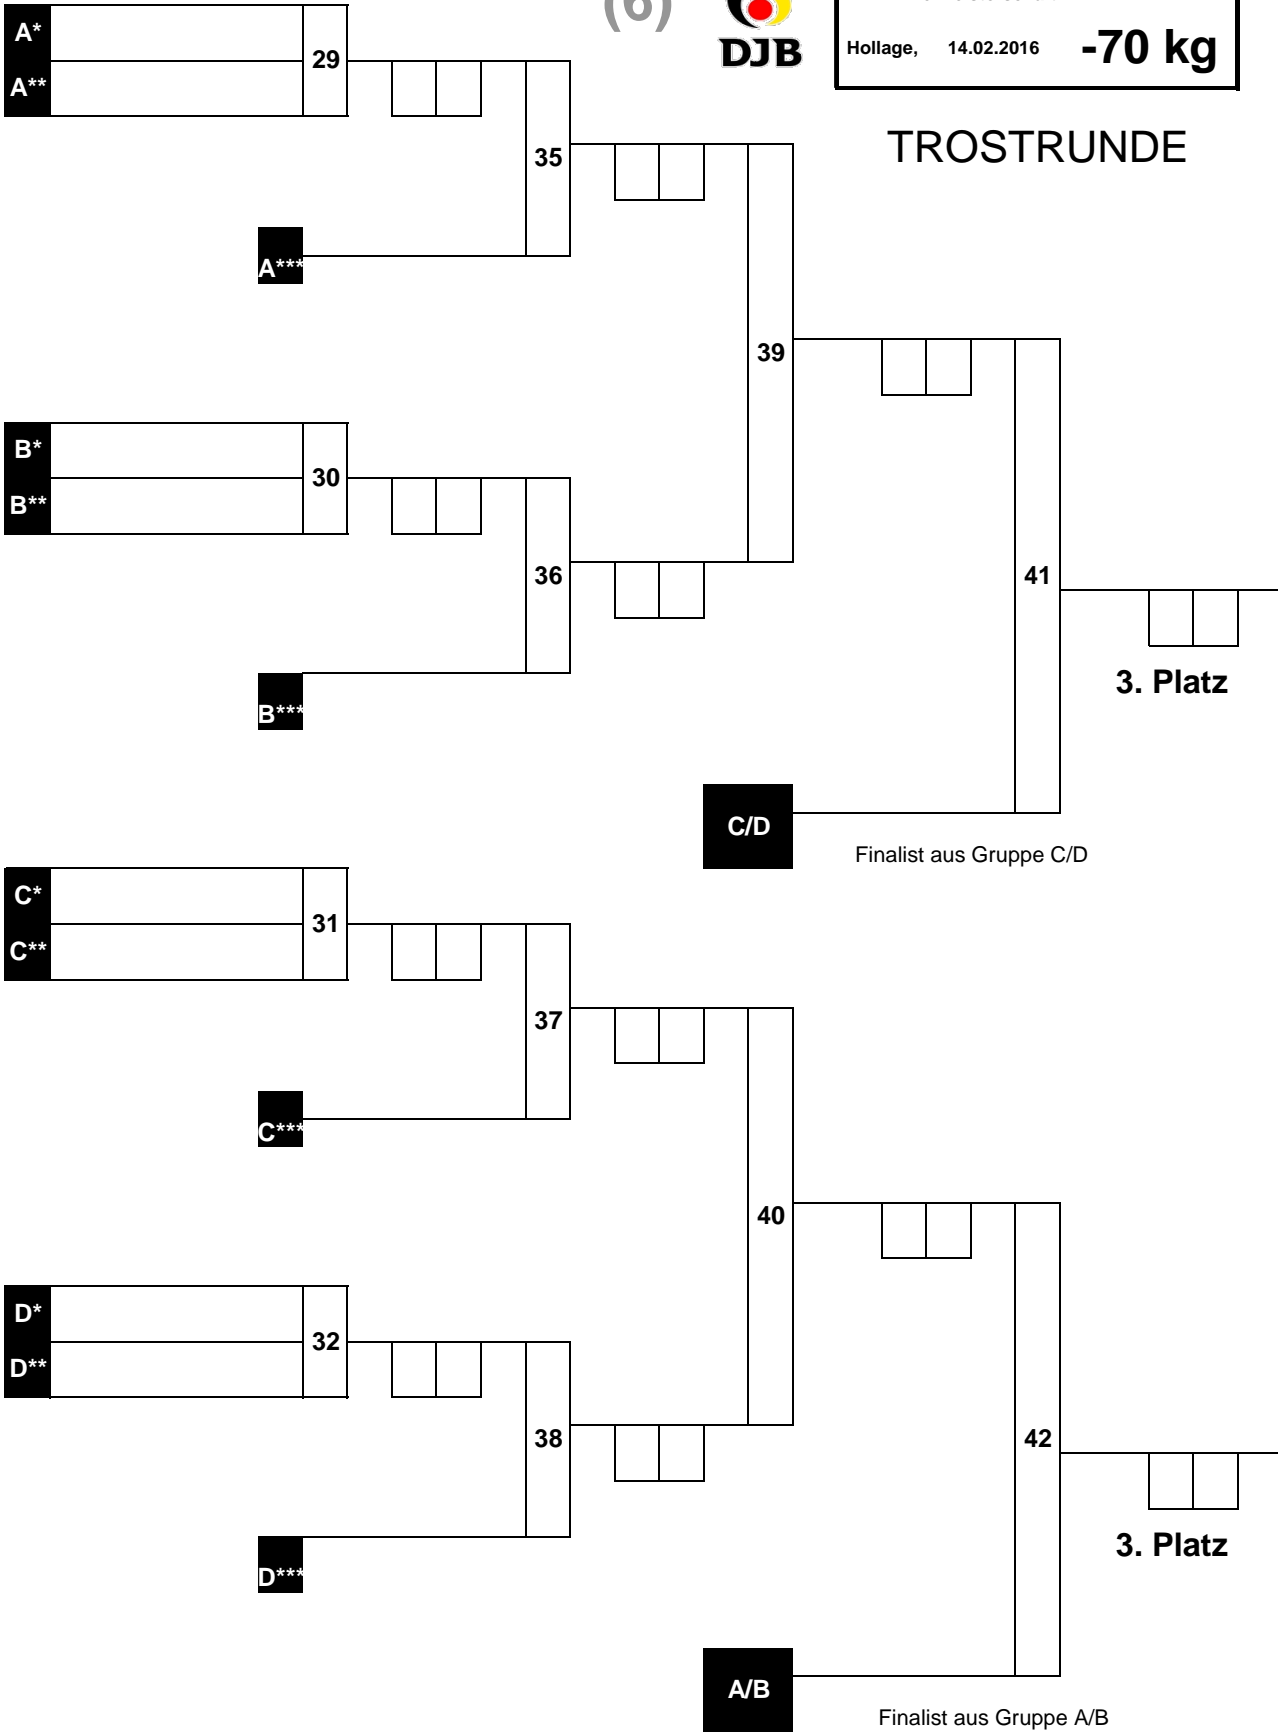 (6)
DJB
Hollage, 14.02.2016 -70 kg
TROSTRUNDE
A*
A**
29
35
A***
39
B*
B**
30
36
41
B***
3. Platz
C/D
Finalist aus Gruppe C/D
C*
C**
31
37
C***
40
D*
D**
32
38
42
D***
3. Platz
A/B
Finalist aus Gruppe A/B